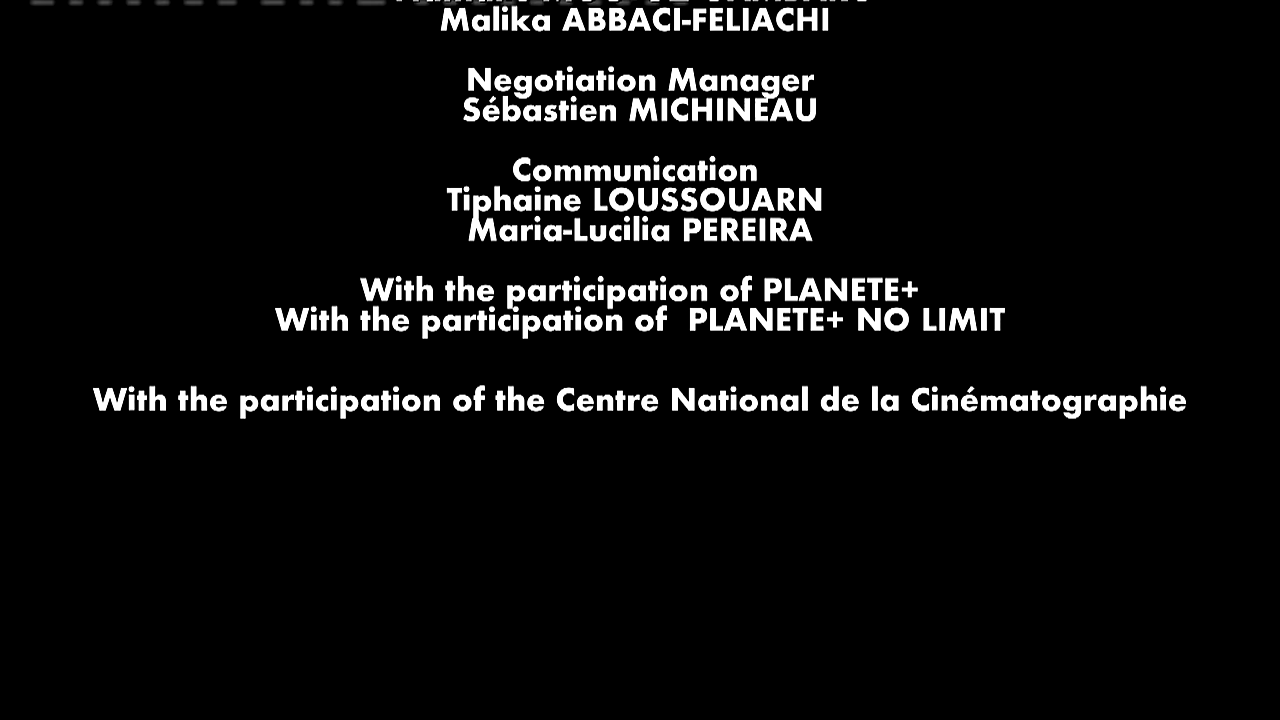 Malika ABBACI-FELIACHI
Negotiation Manager
Sébastien MICHINEAU
Communication
Tiphaine LOUSSOUARN
Maria-Lucilia PEREIRA
With the participation of PLANETE+
With the participation of PLANETE+ NO LIMIT
With the participation of the Centre National de la Cinématographie